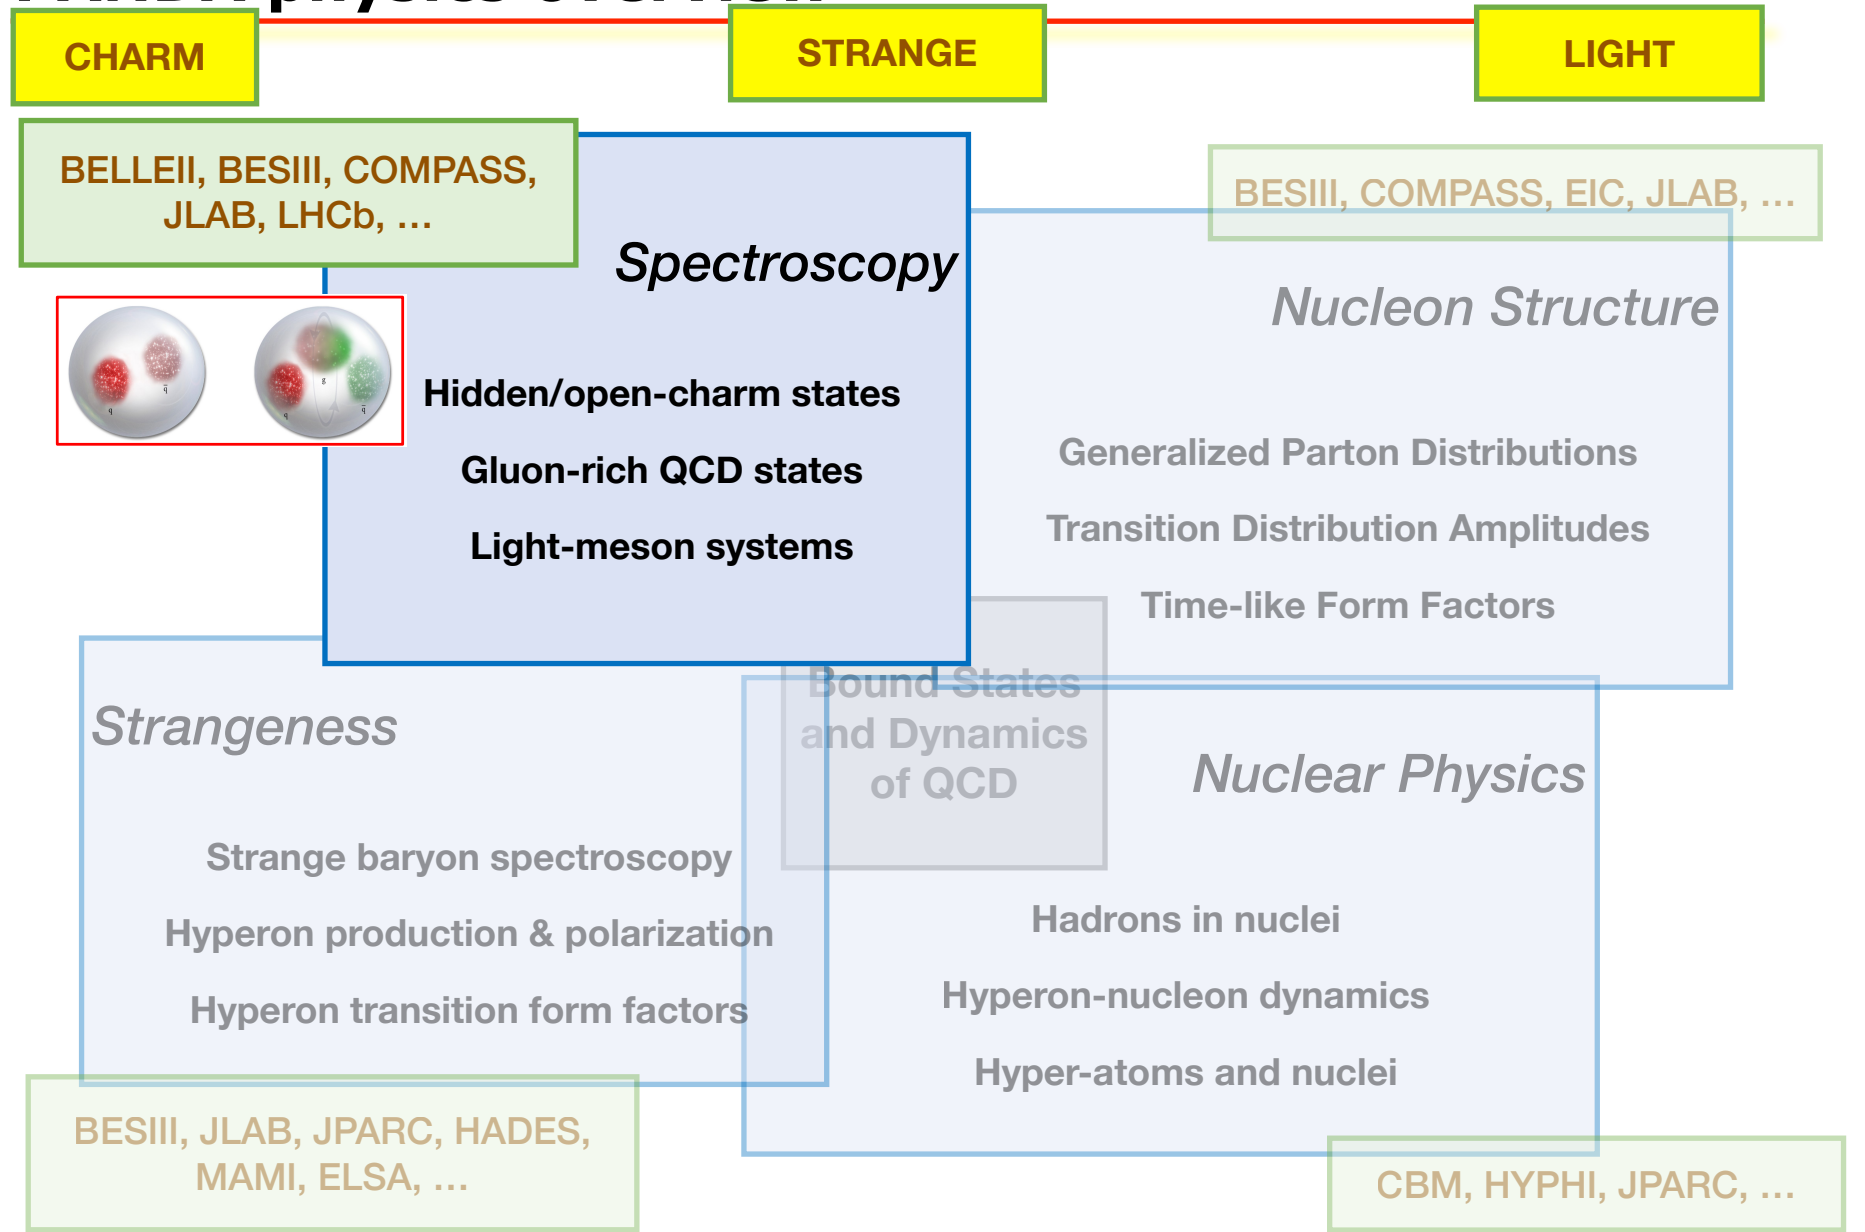 CHARM
STRANGE
LIGHT
BELLEII, BESIII, COMPASS,
JLAB, LHCb, …
BESIII, COMPASS, EIC, JLAB, …
Spectroscopy
Nucleon Structure
q
q̄
g
q
q̄
Hidden/open-charm states
Gluon-rich QCD states
Light-meson systems
Generalized Parton Distributions
Transition Distribution Amplitudes
Time-like Form Factors
Bound States
and Dynamics
of QCD
Strangeness
Strange baryon spectroscopy
Hyperon production & polarization
Hyperon transition form factors
Nuclear Physics
Hadrons in nuclei
Hyperon-nucleon dynamics
Hyper-atoms and nuclei
BESIII, JLAB, JPARC, HADES,
MAMI, ELSA, …
CBM, HYPHI, JPARC, …